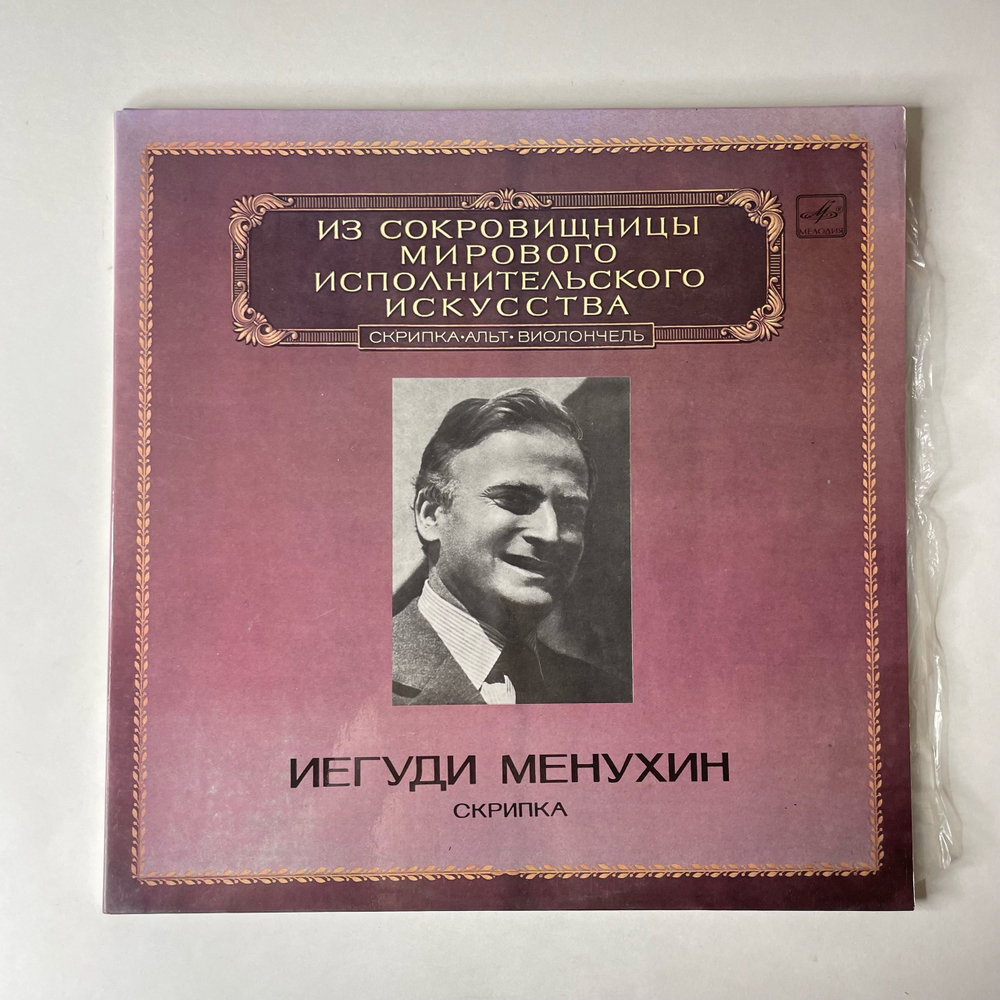 ИЗ СОКРОВИЩНИЦЫ
МИРОВОГО
ИСПОЛНИТЕЛЬСКОГО
ИСКУССТВА
СКРИПКА•АЛЬТ•ВИОЛОНЧЕЛЬ
МЕЛОДИЯ
ИЕГУДИ МЕНУХИН
СКРИПКА